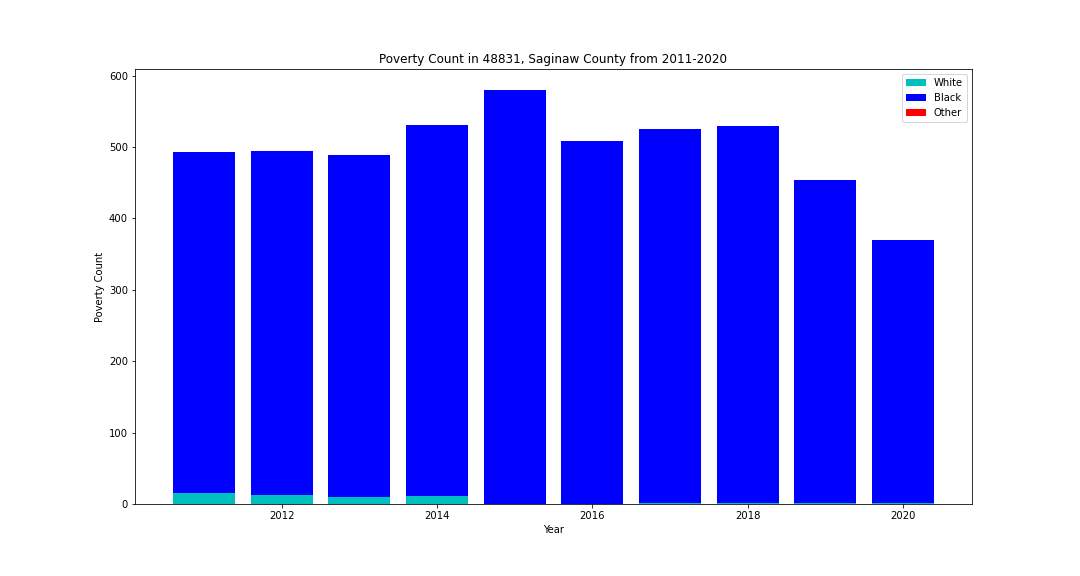 Poverty Count in 48831, Saginaw County from 2011-2020
600
500
400
300
200
100
0
Poverty Count
White
Black
Other
2012 2014 2016 2018 2020
Year